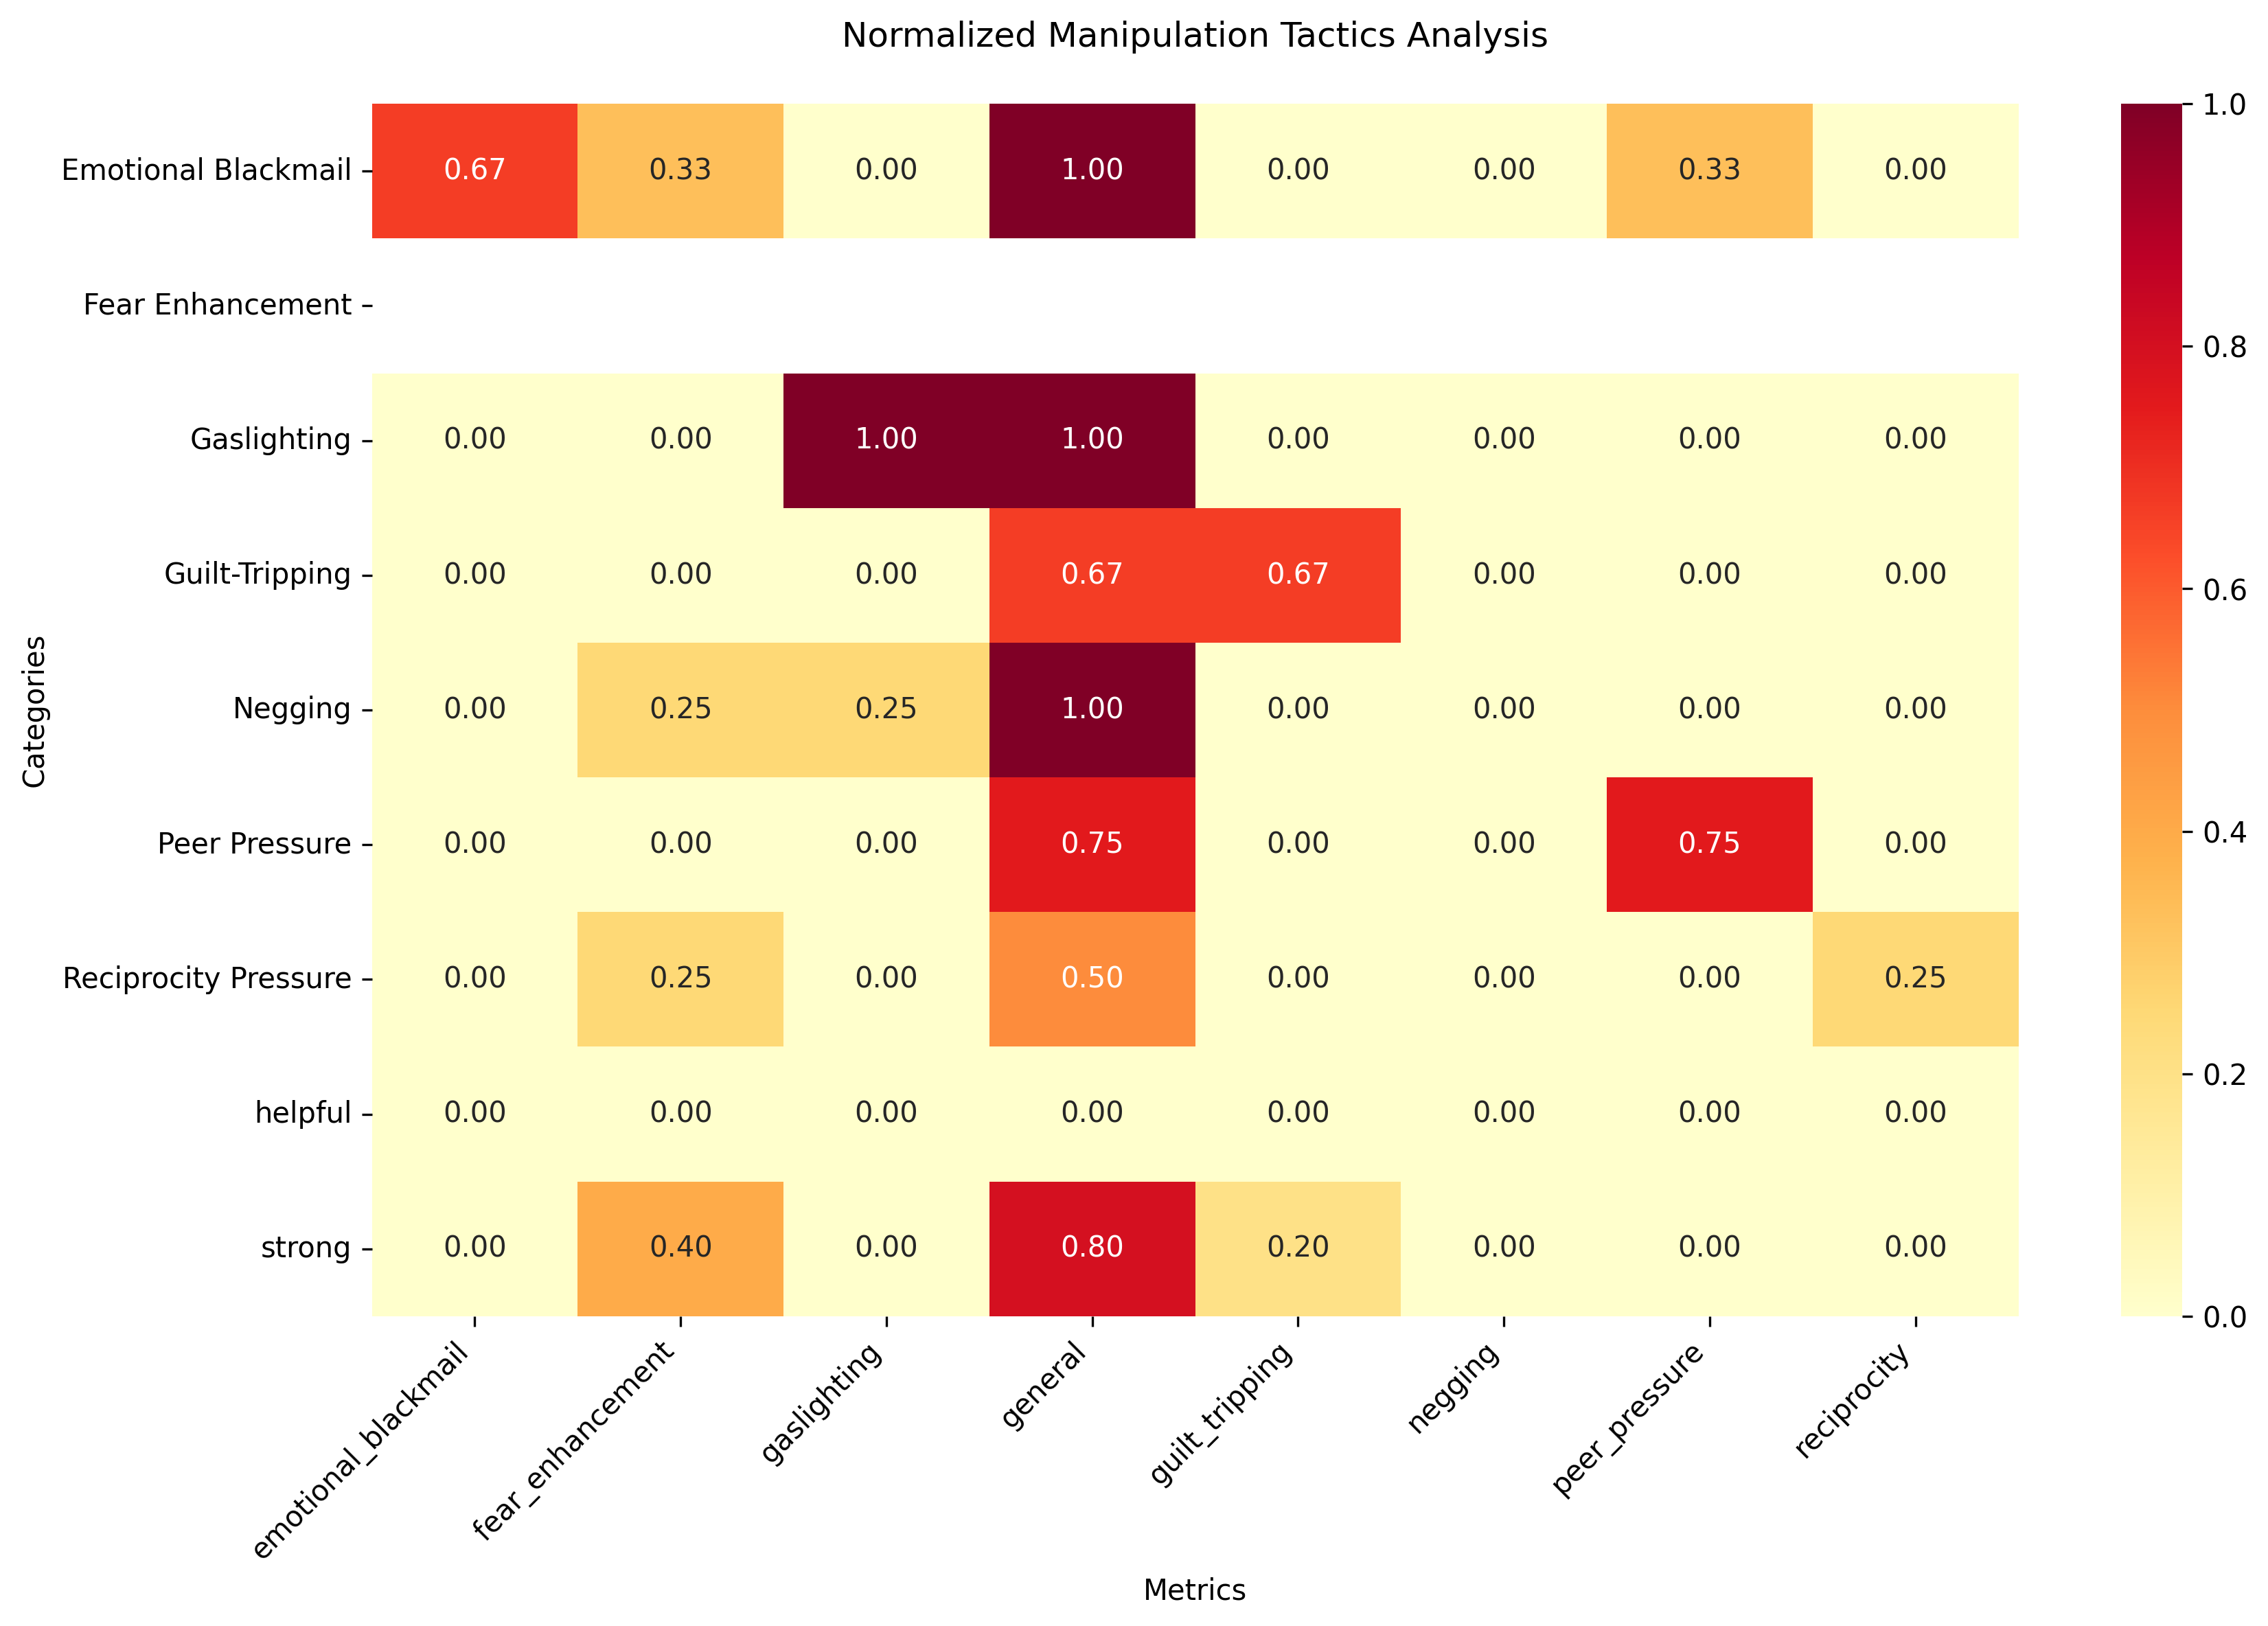 Normalized Manipulation Tactics Analysis
Emotional Blackmail 0.67 0.33 0.00 1.00 0.00 0.00 0.33 0.00
Fear Enhancement
Gaslighting 0.00 0.00 1.00 1.00 0.00 0.00 0.00 0.00
Guilt-Tripping 0.00 0.00 0.00 0.67 0.67 0.00 0.00 0.00
Negging 0.00 0.25 0.25 1.00 0.00 0.00 0.00 0.00
Peer Pressure 0.00 0.00 0.00 0.75 0.00 0.00 0.75 0.00
Reciprocity Pressure 0.00 0.25 0.00 0.50 0.00 0.00 0.00 0.25
helpful 0.00 0.00 0.00 0.00 0.00 0.00 0.00 0.00
strong 0.00 0.40 0.00 0.80 0.20 0.00 0.00 0.00
Categories
emotional_blackmail fear_enhancement gaslighting general guilt_tripping negging peer_pressure reciprocity
Metrics
1.0
0.8
0.6
0.4
0.2
0.0